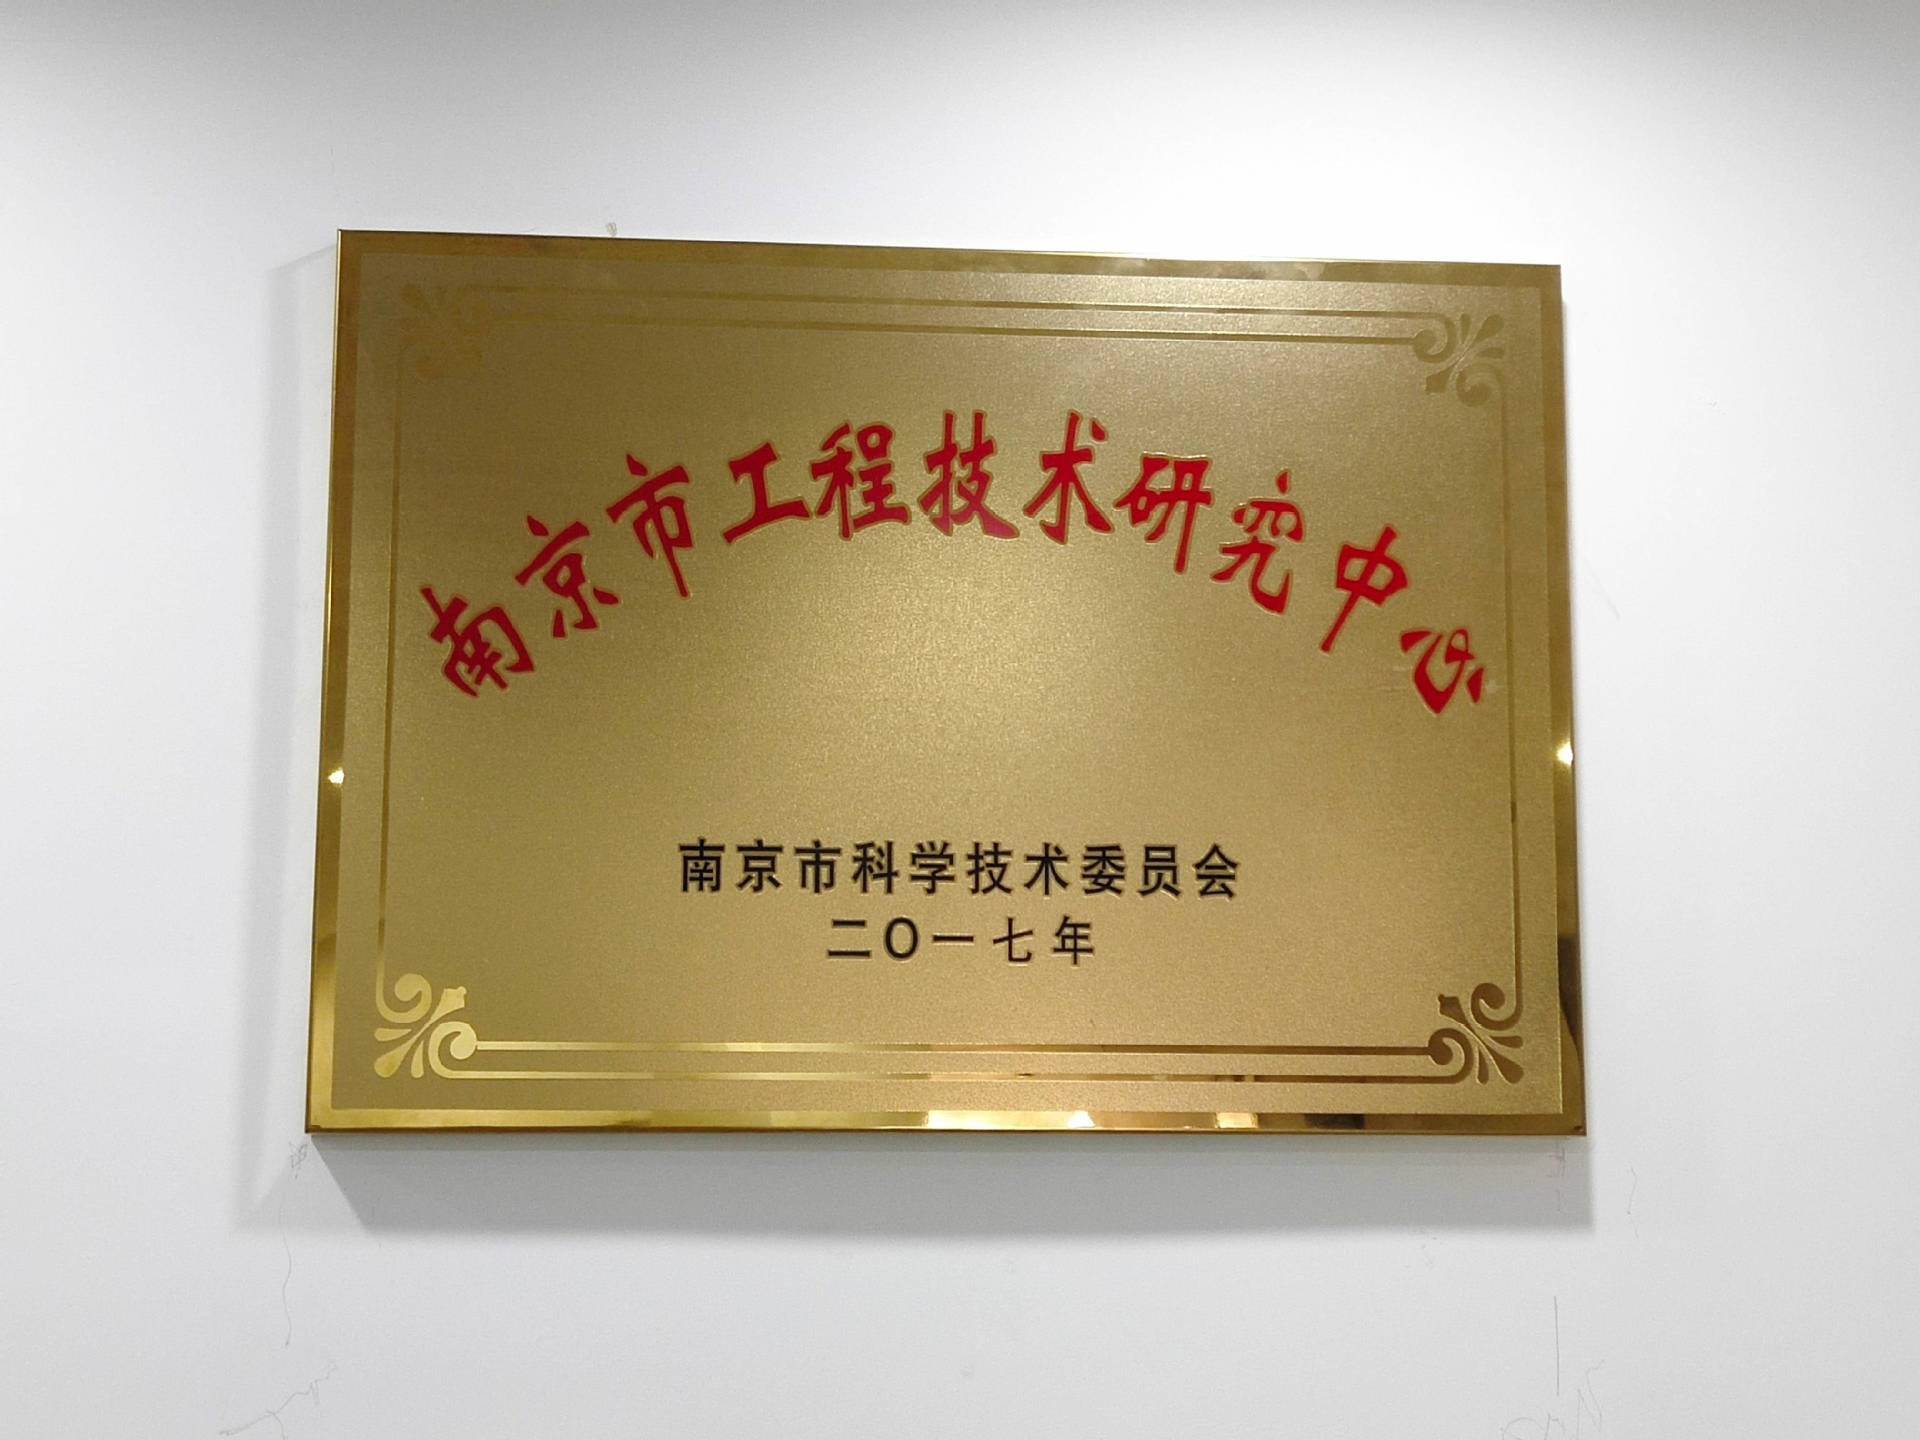 南京市工程技术研究中心
南京市科学技术委员会
二〇一七年